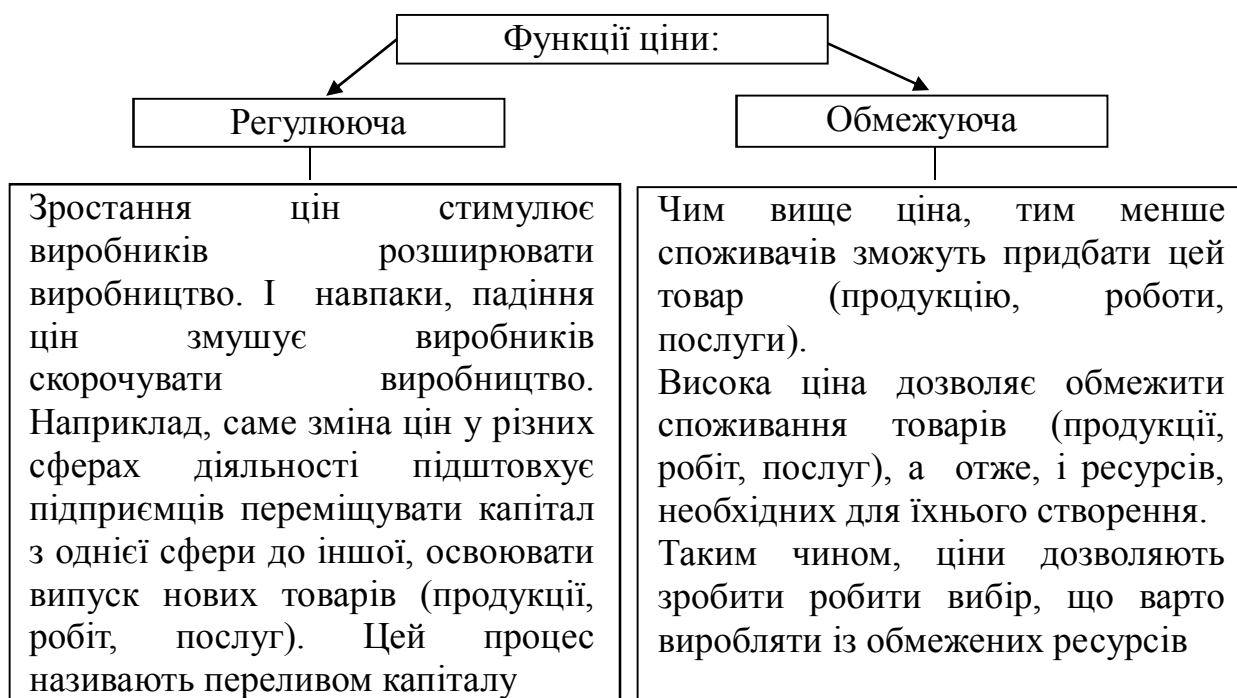 Функції ціни:
Регулююча
Обмежуюча
Зростання цін стимулює
виробників розширювати
виробництво. І навпаки, падіння
цін змушує виробників
скорочувати виробництво.
Наприклад, саме зміна цін у різних
сферах діяльності підштовхує
підприємців переміщувати капітал
з однієї сфери до іншої, освоювати
випуск нових товарів (продукції,
робіт, послуг). Цей процес
називають переливом капіталу
Чим вище ціна, тим менше
споживачів зможуть придбати цей
товар (продукцію, роботи,
послуги).
Висока ціна дозволяє обмежити
споживання товарів (продукції,
робіт, послуг), а отже, і ресурсів,
необхідних для їхнього створення.
Таким чином, ціни дозволяють
зробити робити вибір, що варто
виробляти із обмежених ресурсів